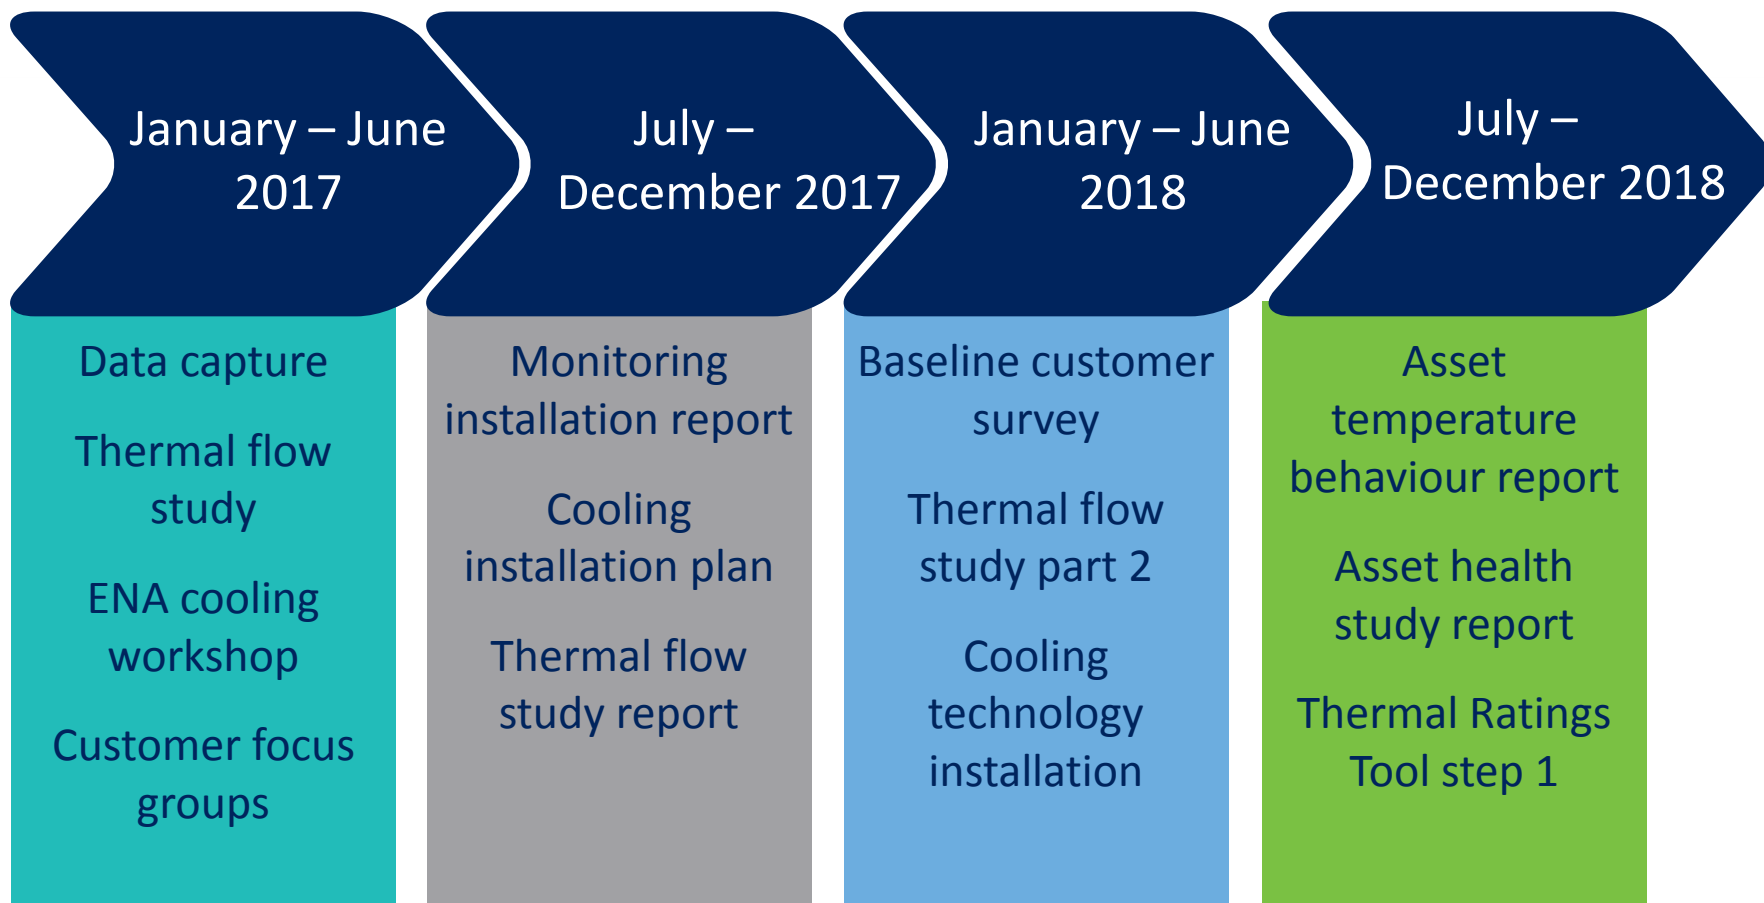 January – June
2017
July –
December 2017
January – June
2018
July –
December 2018
Data capture
Thermal flow
study
ENA cooling
workshop
Customer focus
groups
Monitoring
installation report
Cooling
installation plan
Thermal flow
study report
Baseline customer
survey
Thermal flow
study part 2
Cooling
technology
installation
Asset
temperature
behaviour report
Asset health
study report
Thermal Ratings
Tool step 1